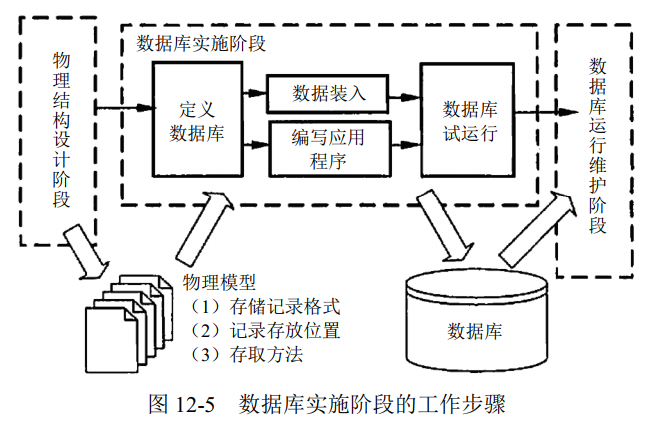 数据库实施阶段
物理结构设计阶段
定义
数据库
数据装入
编写应用
程序
数据库
试运行
数据库运行维护阶段
物理模型
（1）存储记录格式
（2）记录存放位置
（3）存取方法
数据库
图 12-5 数据库实施阶段的工作步骤